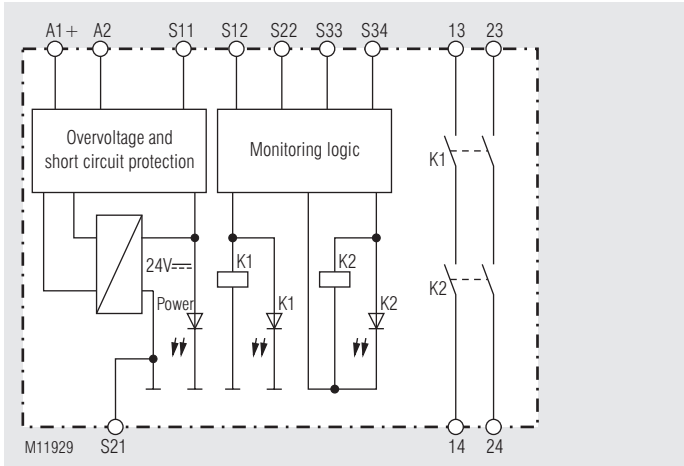 A1+ A2 S11 S12 S22 S33 S34 13 23
Overvoltage and
short circuit protection
Monitoring logic
K1
24V
K1
K2
K2
Power
K1
K2
M11929
S21
14 24